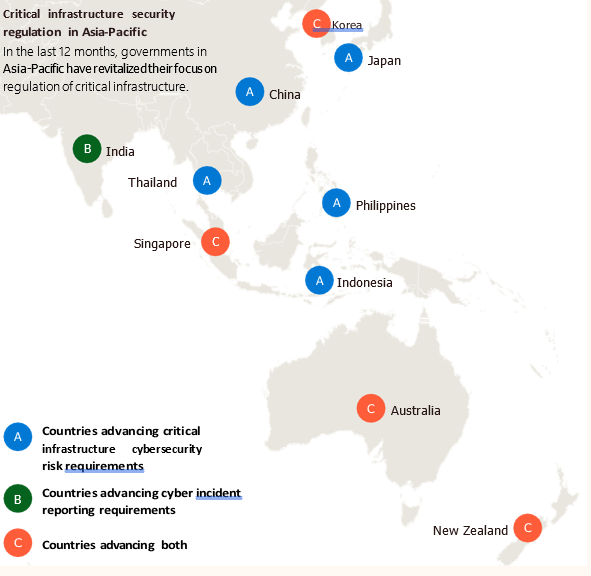 Critical infrastructure security
regulation in Asia-Pacific
In the last 12 months, governments in
Asia-Pacific have revitalized their focus on
regulation of critical infrastructure.
C Korea
A Japan
A China
B India
Thailand A
A Philippines
Singapore C
A Indonesia
C Australia
A Countries advancing critical
infrastructure cybersecurity
risk requirements
B Countries advancing cyber incident
reporting requirements
New Zealand C
C Countries advancing both